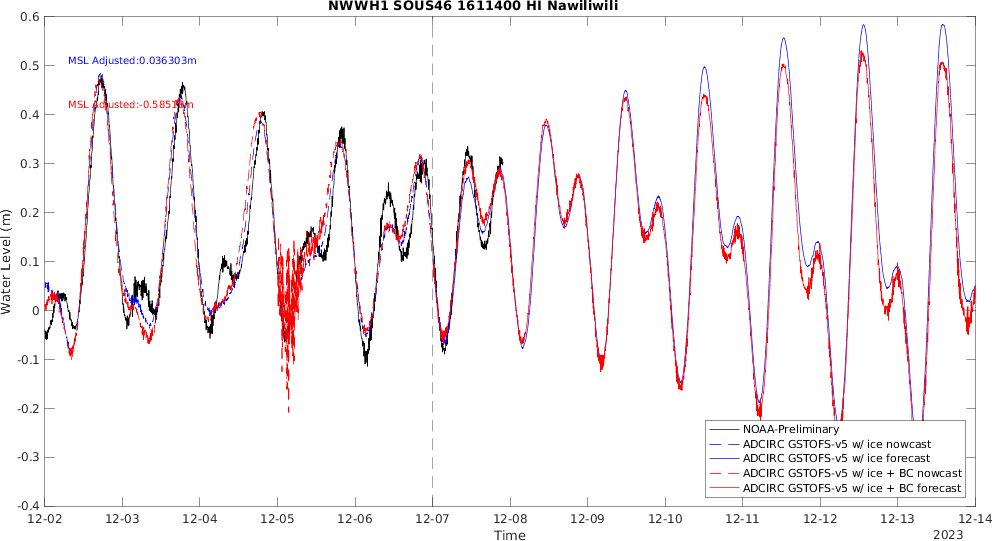 NWWH1 SOUS46 1611400 HI Nawiliwili
0.6
0.5
0.4
0.3
0.2
0.1
0
-0.1
-0.2
-0.3
-0.4
Water Level (m)
MSL Adjusted:0.036303m
MSL Adjusted:-0.585
NOAA-Preliminary
ADCIRC GSTOFS-v5 w/ ice nowcast
ADCIRC GSTOFS-v5 w/ ice forecast
ADCIRC GSTOFS-v5 w/ ice + BC nowcast
ADCIRC GSTOFS-v5 w/ ice + BC forecast
12-02 12-03 12-04 12-05 12-06 12-07 12-08 12-09 12-10 12-11 12-12 12-13 12-14
Time
2023